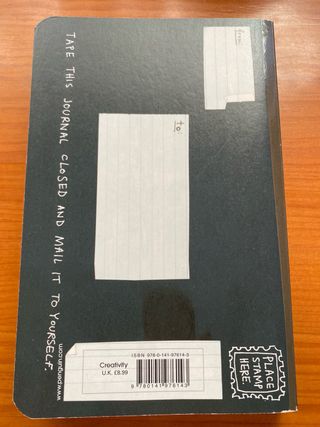 from:
to:
TAPE THIS JOURNAL CLOSED AND MAIL IT TO YOURSELF.
PLACE
STAMP
HERE
www.penguin.com
Creativity
U.K. £8.99
ISBN 978-0-141-97614-3
9 780141 976143